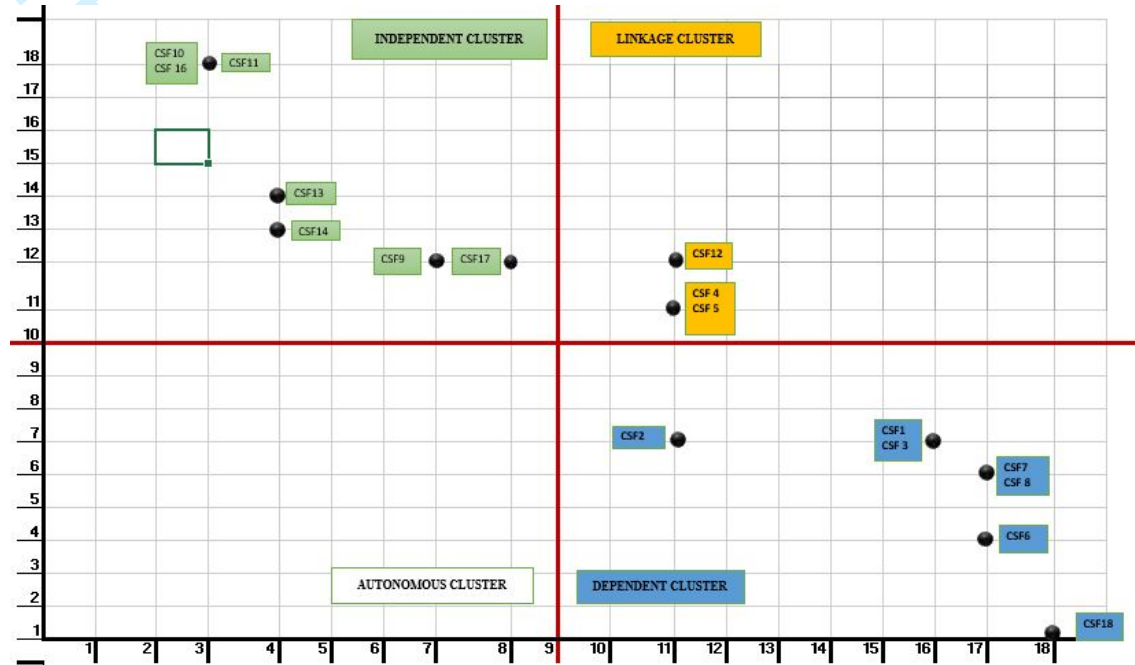 INDEPENDENT CLUSTER
LINKAGE CLUSTER
18
CSF10
CSF 16
CSF11
17
16
15
14
CSF13
13
CSF14
12
CSF9
CSF17
CSF12
11
CSF 4
CSF 5
10
9
8
7
CSF2
CSF1
CSF 3
6
CSF7
CSF 8
5
4
CSF6
3
AUTONOMOUS CLUSTER
DEPENDENT CLUSTER
2
1
CSF18
1 2 3 4 5 6 7 8 9 10 11 12 13 14 15 16 17 18